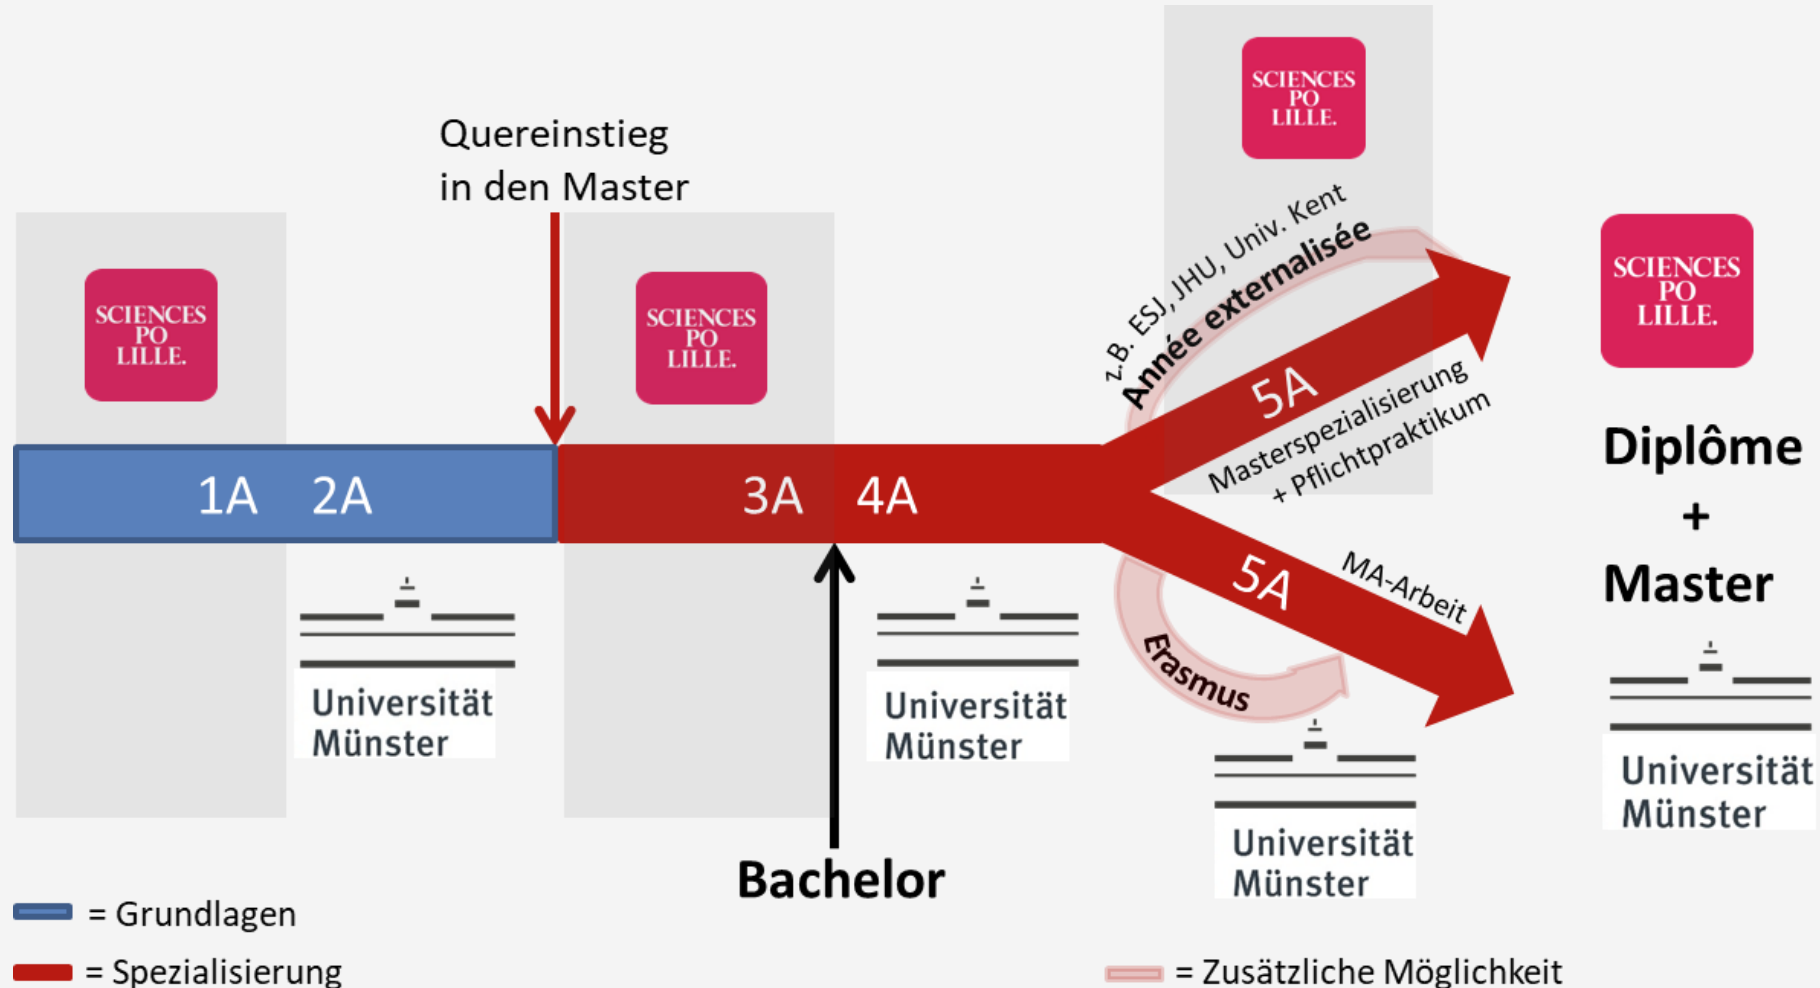 SCIENCES
PO
LILLE.
Quereinstieg
in den Master
SCIENCES
PO
LILLE.
SCIENCES
PO
LILLE.
z.B. ESJ, JHU, Univ. Kent
Année externalisée
SCIENCES
PO
LILLE.
1A 2A
3A 4A
5A
Masterspezialisierung
+ Pflichtpraktikum
5A
MA-Arbeit
Erasmus
Diplôme
+
Master
Universität
Münster
Universität
Münster
Universität
Münster
Universität
Münster
Bachelor
= Grundlagen
= Spezialisierung
= Zusätzliche Möglichkeit